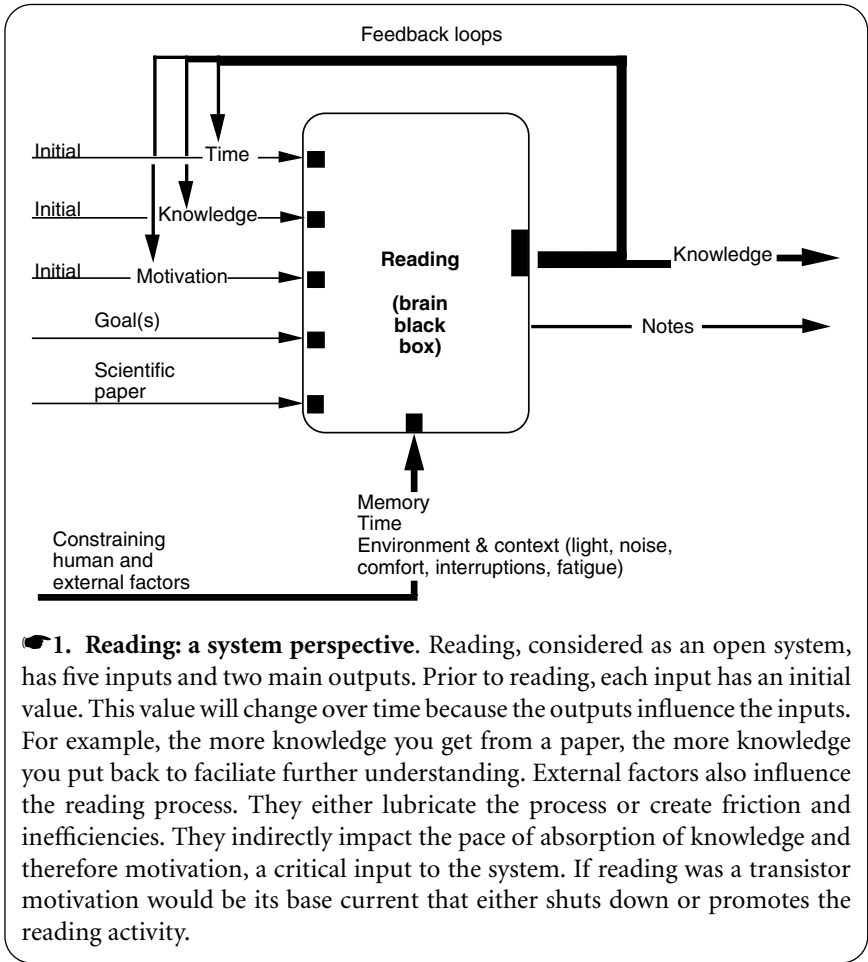 Feedback loops
Initial
Time
Initial
Knowledge
Initial
Motivation
Goal(s)
Scientific
paper
Reading
(brain
black
box)
Knowledge
Notes
Memory
Time
Environment & context (light, noise,
comfort, interruptions, fatigue)
Constraining
human and
external factors
☛1. Reading: a system perspective. Reading, considered as an open system,
has five inputs and two main outputs. Prior to reading, each input has an initial
value. This value will change over time because the outputs influence the inputs.
For example, the more knowledge you get from a paper, the more knowledge
you put back to faciliate further understanding. External factors also influence
the reading process. They either lubricate the process or create friction and
inefficiencies. They indirectly impact the pace of absorption of knowledge and
therefore motivation, a critical input to the system. If reading was a transistor
motivation would be its base current that either shuts down or promotes the
reading activity.